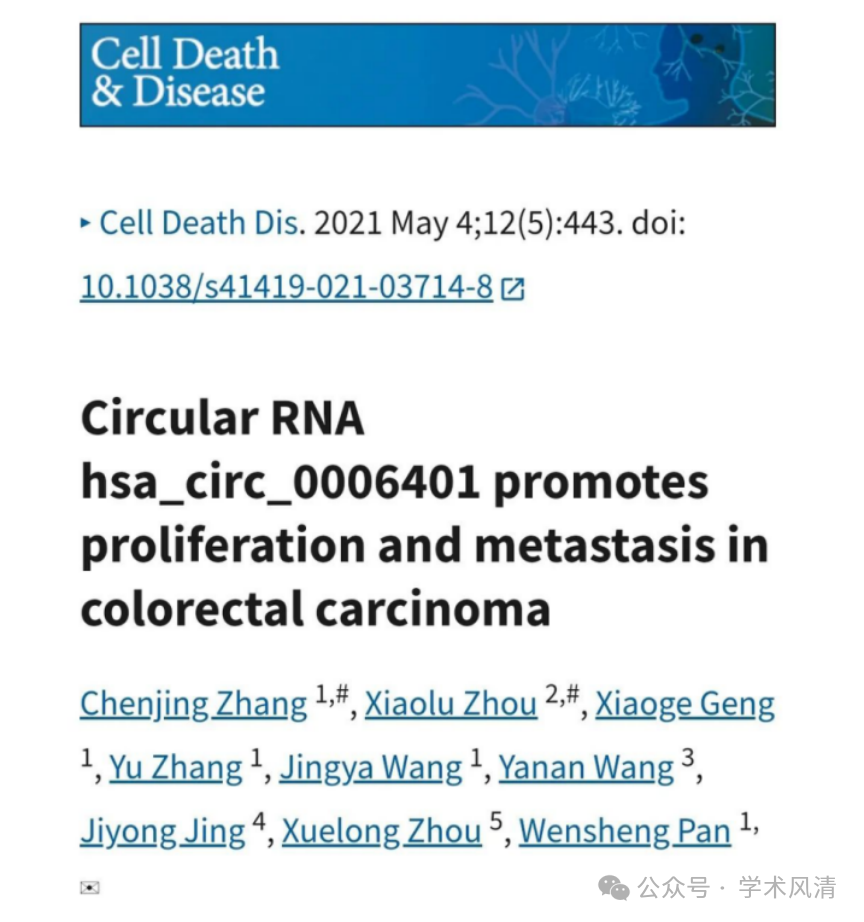 Cell Death
& Disease
▸ Cell Death Dis. 2021 May 4;12(5):443. doi:
10.1038/s41419-021-03714-8
Circular RNA
hsa_circ_0006401 promotes
proliferation and metastasis in
colorectal carcinoma
Chenjing Zhang 1,#, Xiaolu Zhou 2,#, Xiaoge Geng
1, Yu Zhang 1, Jingya Wang 1, Yanan Wang 3,
Jiyong Jing 4, Xuelong Zhou 5, Wensheng Pan 1,
✉
公众号 · 学术风清